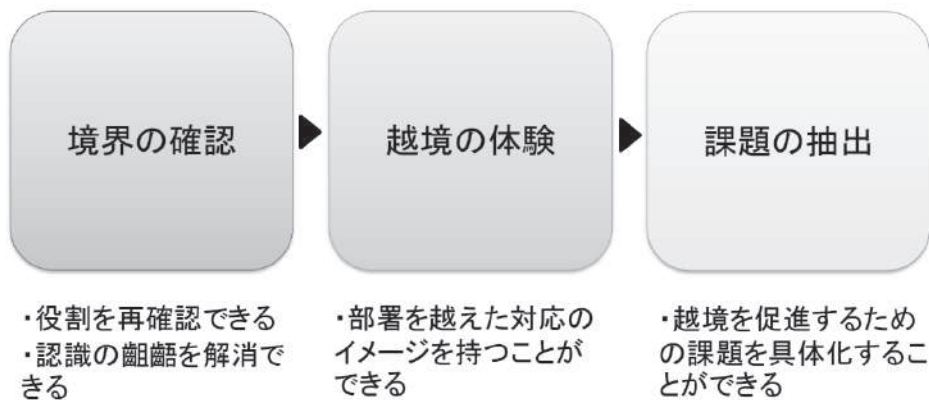 境界の確認
越境の体験
課題の抽出
・役割を再確認できる
・認識の齟齬を解消で
きる
・部署を越えた対応の
イメージを持つことが
できる
・越境を促進するため
の課題を具体化するこ
とができる